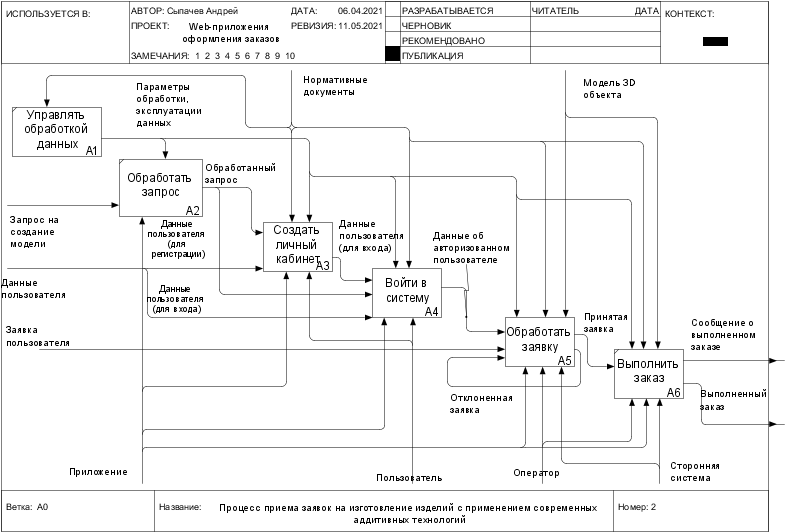 ИСПОЛЬЗУЕТСЯ В:
АВТОР: Сыпачев Андрей
ДАТА: 06.04.2021
ПРОЕКТ: Web-приложения
оформления заказов
РЕВИЗИЯ: 11.05.2021
ЗАМЕЧАНИЯ: 1 2 3 4 5 6 7 8 9 10
РАЗРАБАТЫВАЕТСЯ
ЧЕРНОВИК
РЕКОМЕНДОВАНО
ПУБЛИКАЦИЯ
ЧИТАТЕЛЬ
ДАТА
КОНТЕКСТ:
Параметры
обработки,
эксплуатации
данных
Нормативные
документы
Модель 3D
объекта
Управлять
обработкой
данных
A1
Обработать
запрос
A2
Обработанный
запрос
Запрос на
создание
модели
Данные
пользователя
(для
регистрации)
Создать
личный
кабинет
A3
Данные
пользователя
(для входа)
Данные об
авторизованном
пользователе
Данные
пользователя
Данные
пользователя
(для входа)
Войти в
систему
A4
Заявка
пользователя
Обработать
заявку
A5
Принятая
заявка
Сообщение о
выполненном
заказе
Выполнить
заказ
A6
Отклоненная
заявка
Выполненный
заказ
Приложение
Пользователь
Оператор
Сторонняя
система
Ветка: A0
Название: Процесс приема заявок на изготовление изделий с применением современных
аддитивных технологий
Номер: 2